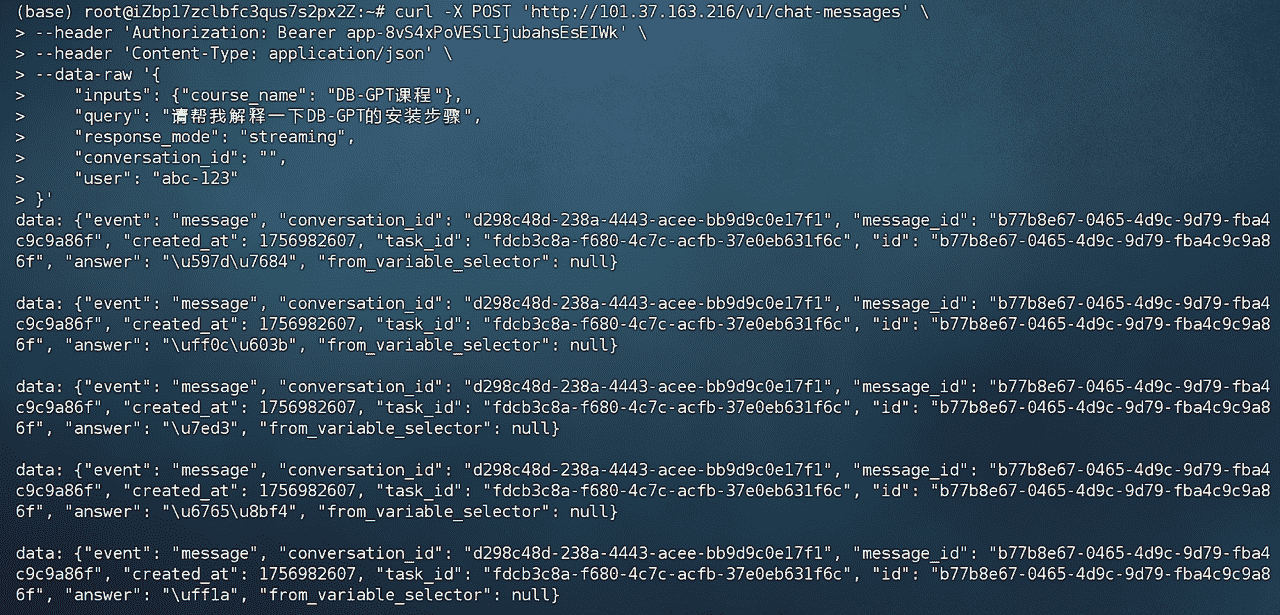 (base) root@iZbp17zclbfc3qus7s2px2Z:~# curl -X POST 'http://101.37.163.216/v1/chat-messages' \
> --header 'Authorization: Bearer app-8vS4xPoVESlIjubahsEsEIWk' \
> --header 'Content-Type: application/json' \
> --data-raw '{
>     "inputs": {"course_name": "DB-GPT课程"},
>     "query": "请帮我解释一下DB-GPT的安装步骤",
>     "response_mode": "streaming",
>     "conversation_id": "",
>     "user": "abc-123"
> }'
data: {"event": "message", "conversation_id": "d298c48d-238a-4443-acee-bb9d9c0e17f1", "message_id": "b77b8e67-0465-4d9c-9d79-fba4
c9c9a86f", "created_at": 1756982607, "task_id": "fdcb3c8a-f680-4c7c-acfb-37e0eb631f6c", "id": "b77b8e67-0465-4d9c-9d79-fba4c9c9a8
6f", "answer": "\u597d\u7684", "from_variable_selector": null}
data: {"event": "message", "conversation_id": "d298c48d-238a-4443-acee-bb9d9c0e17f1", "message_id": "b77b8e67-0465-4d9c-9d79-fba4
c9c9a86f", "created_at": 1756982607, "task_id": "fdcb3c8a-f680-4c7c-acfb-37e0eb631f6c", "id": "b77b8e67-0465-4d9c-9d79-fba4c9c9a8
6f", "answer": "\uff0c\u603b", "from_variable_selector": null}
data: {"event": "message", "conversation_id": "d298c48d-238a-4443-acee-bb9d9c0e17f1", "message_id": "b77b8e67-0465-4d9c-9d79-fba4
c9c9a86f", "created_at": 1756982607, "task_id": "fdcb3c8a-f680-4c7c-acfb-37e0eb631f6c", "id": "b77b8e67-0465-4d9c-9d79-fba4c9c9a8
6f", "answer": "\u7ed3", "from_variable_selector": null}
data: {"event": "message", "conversation_id": "d298c48d-238a-4443-acee-bb9d9c0e17f1", "message_id": "b77b8e67-0465-4d9c-9d79-fba4
c9c9a86f", "created_at": 1756982607, "task_id": "fdcb3c8a-f680-4c7c-acfb-37e0eb631f6c", "id": "b77b8e67-0465-4d9c-9d79-fba4c9c9a8
6f", "answer": "\u6765\u8bf4", "from_variable_selector": null}
data: {"event": "message", "conversation_id": "d298c48d-238a-4443-acee-bb9d9c0e17f1", "message_id": "b77b8e67-0465-4d9c-9d79-fba4
c9c9a86f", "created_at": 1756982607, "task_id": "fdcb3c8a-f680-4c7c-acfb-37e0eb631f6c", "id": "b77b8e67-0465-4d9c-9d79-fba4c9c9a8
6f", "answer": "\uff1a", "from_variable_selector": null}